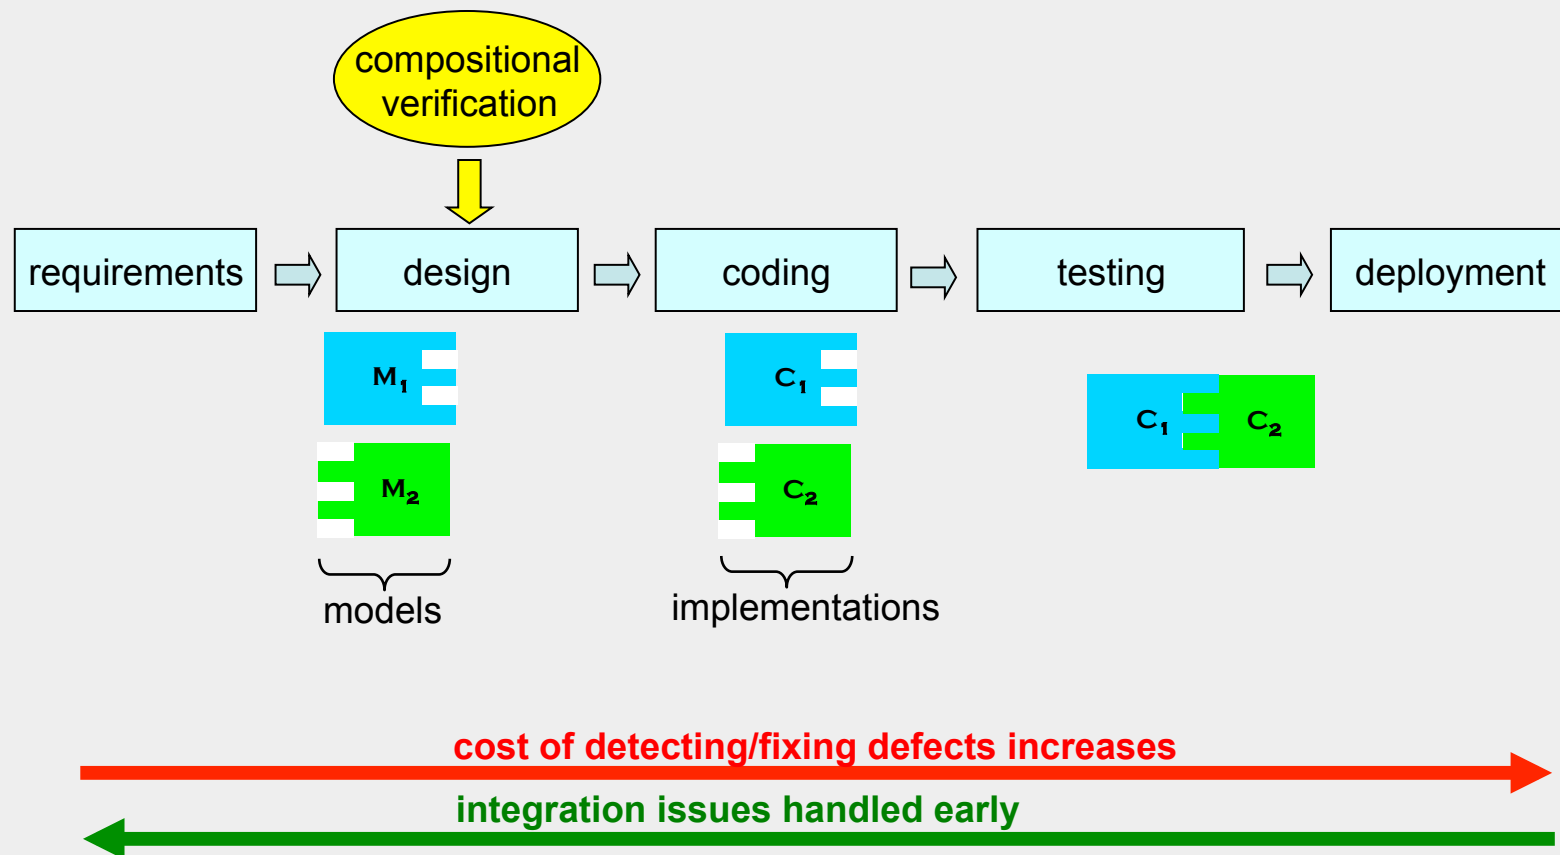 compositional
verification
requirements
design
coding
testing
deployment
M1
C1
C1
C2
M2
C2
models
implementations
cost of detecting/fixing defects increases
integration issues handled early